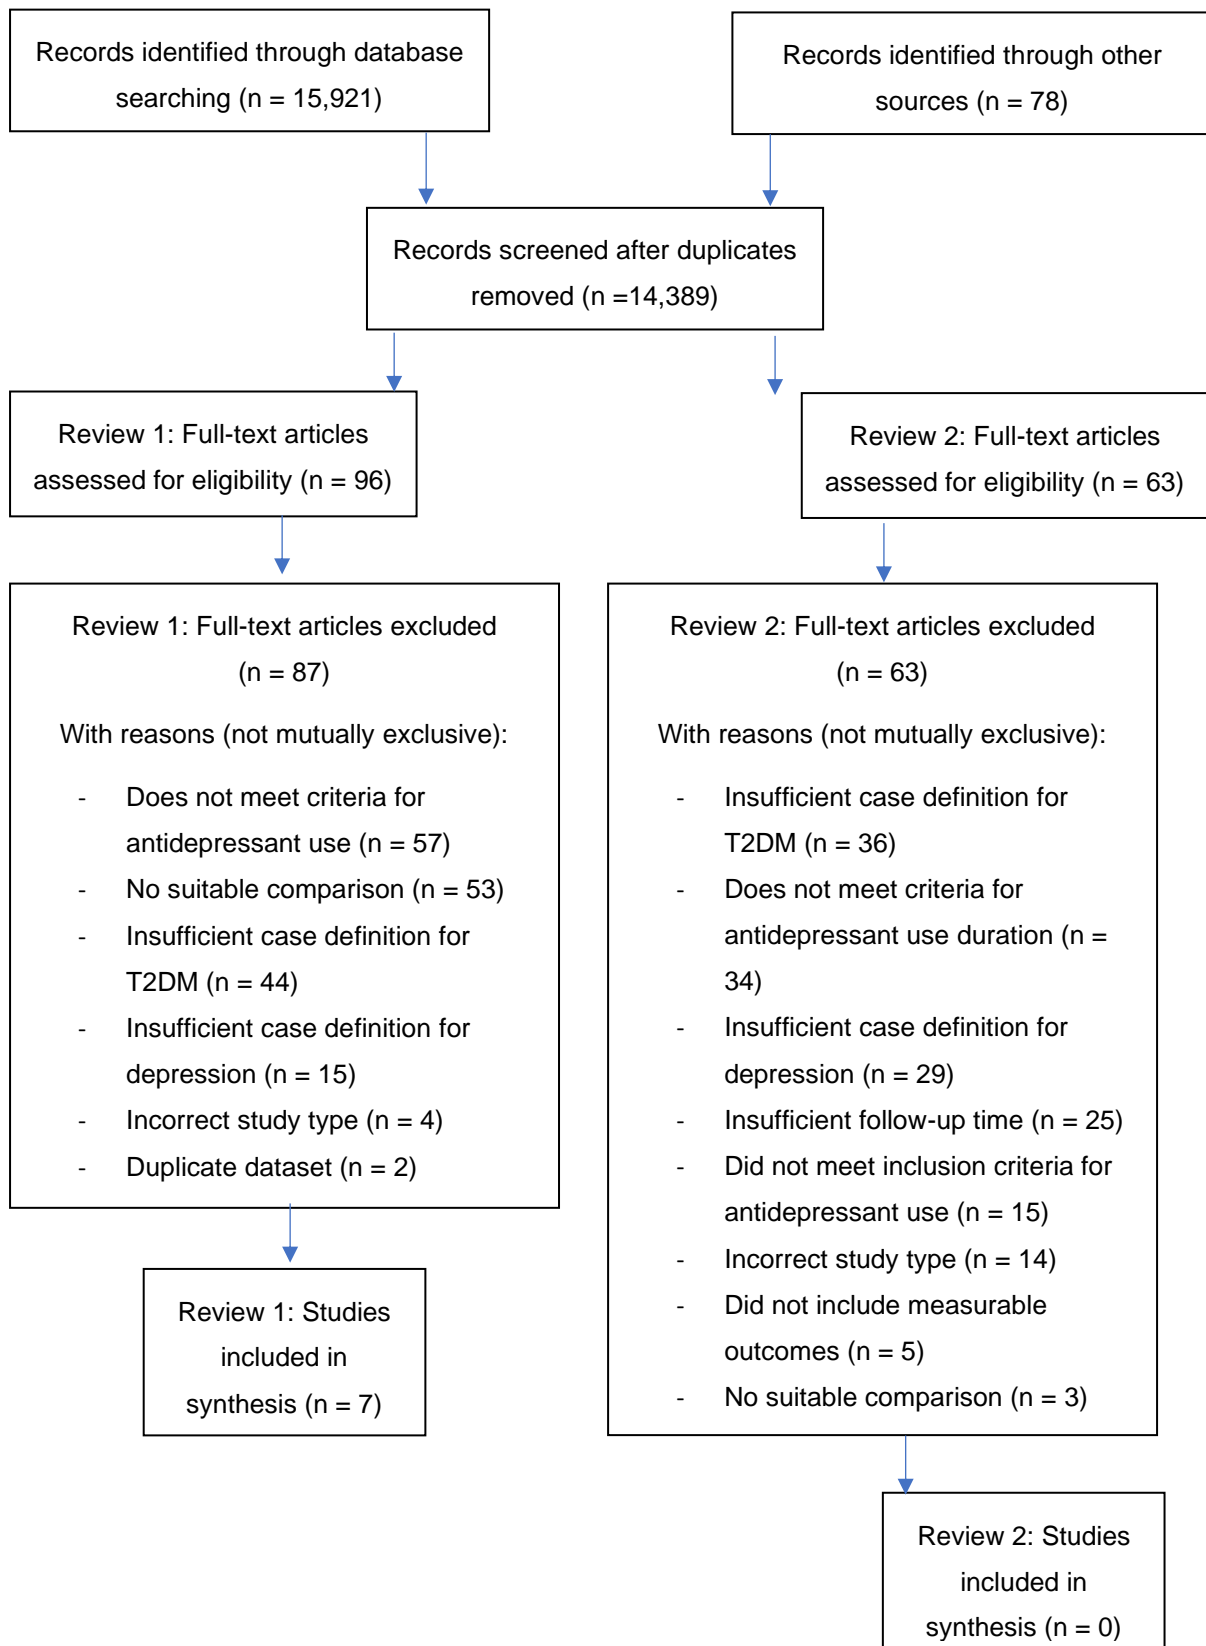 Records identified through database
searching (n = 15,921)
Records identified through other
sources (n = 78)
Records screened after duplicates
removed (n =14,389)
Review 1: Full-text articles
assessed for eligibility (n = 96)
Review 2: Full-text articles
assessed for eligibility (n = 63)
Review 1: Full-text articles excluded
(n = 87)
With reasons (not mutually exclusive):
- Does not meet criteria for
antidepressant use (n = 57)
- No suitable comparison (n = 53)
- Insufficient case definition for
T2DM (n = 44)
- Insufficient case definition for
depression (n = 15)
- Incorrect study type (n = 4)
- Duplicate dataset (n = 2)
Review 2: Full-text articles excluded
(n = 63)
With reasons (not mutually exclusive):
- Insufficient case definition for
T2DM (n = 36)
- Does not meet criteria for
antidepressant use duration (n =
34)
- Insufficient case definition for
depression (n = 29)
- Insufficient follow-up time (n = 25)
- Did not meet inclusion criteria for
antidepressant use (n = 15)
- Incorrect study type (n = 14)
- Did not include measurable
outcomes (n = 5)
- No suitable comparison (n = 3)
Review 1: Studies
included in
synthesis (n = 7)
Review 2: Studies
included in
synthesis (n = 0)